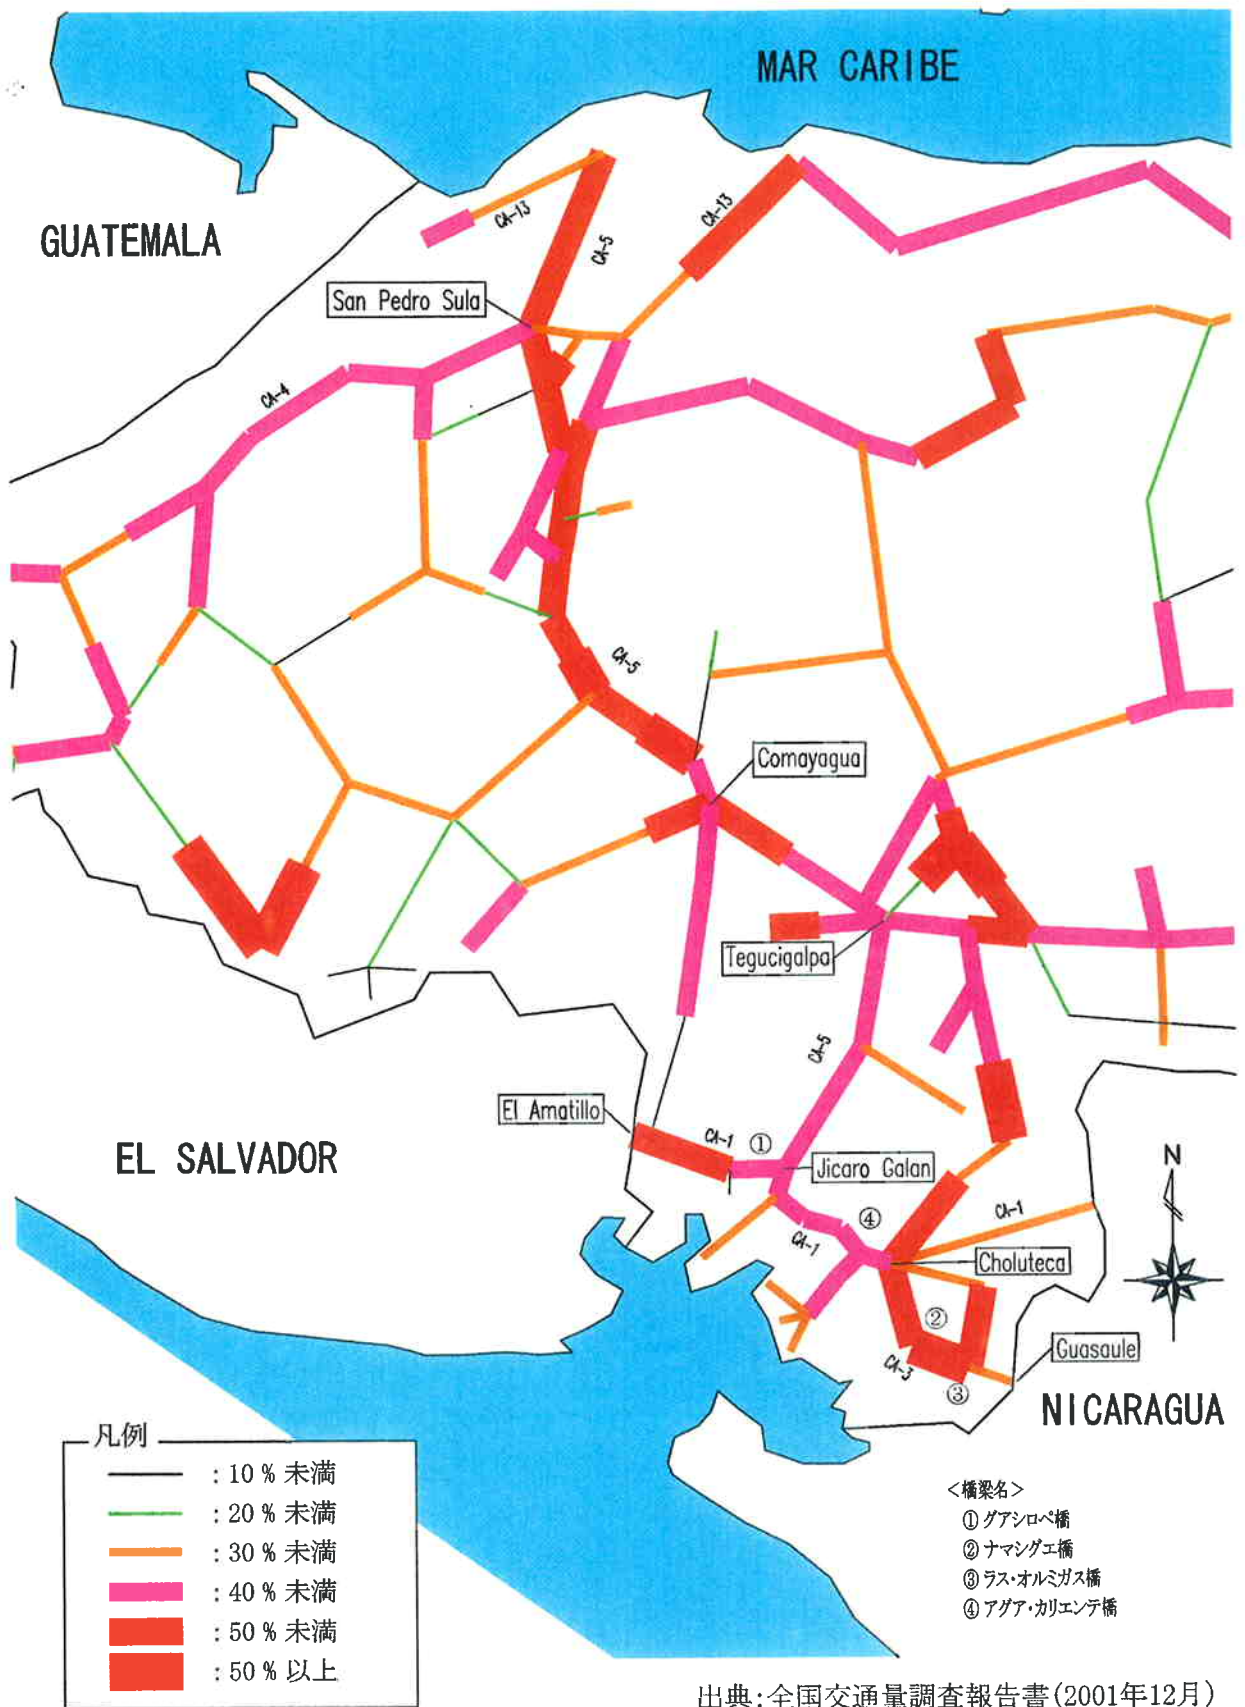 MAR CARIBE
GUATEMALA
CA-13
CA-13
CA-5
San Pedro Sula
CA-4
CA-5
Comayagua
Tegucigalpa
CA-5
El Amatillo
CA-1
①
EL SALVADOR
Jicaro Galan
N
CA-1
④
CA-1
Choluteca
②
Guasaule
CA-3
③
NICARAGUA
凡例
: 10 % 未満
: 20 % 未満
: 30 % 未満
: 40 % 未満
: 50 % 未満
: 50 % 以上
<橋梁名>
① グアシロペ橋
② ナマシグエ橋
③ ラス・オルミガス橋
④ アグア・カリエンテ橋
出典:全国交通量調査報告書(2001年12月)